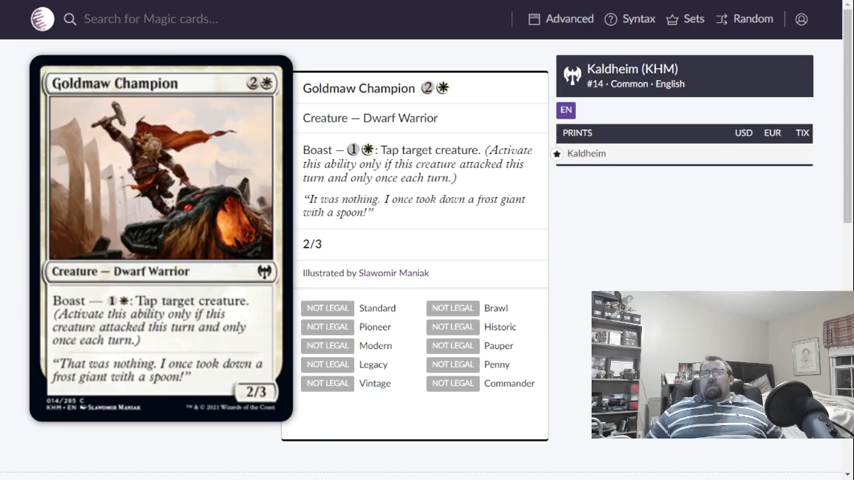 Search for Magic cards...
Advanced
Syntax
Sets
Random
Goldmaw Champion 2
Creature — Dwarf Warrior
Boast — 1 : Tap target creature.
(Activate this ability only if this
creature attacked this turn and only
once each turn.)
"That was nothing. I once took down a
frost giant with a spoon!"
2/3
014/285 C
KHM • EN Slawomir Maniak
™ & © 2021 Wizards of the Coast
Goldmaw Champion 2
Creature — Dwarf Warrior
Boast — 1 : Tap target creature. (Activate
this ability only if this creature attacked this
turn and only once each turn.)
"It was nothing. I once took down a frost giant
with a spoon!"
2/3
Illustrated by Slawomir Maniak
NOT LEGAL Standard NOT LEGAL Brawl
NOT LEGAL Pioneer NOT LEGAL Historic
NOT LEGAL Modern NOT LEGAL Pauper
NOT LEGAL Legacy NOT LEGAL Penny
NOT LEGAL Vintage NOT LEGAL Commander
Kaldheim (KHM)
#14 · Common · English
EN
PRINTS USD EUR TIX
Kaldheim